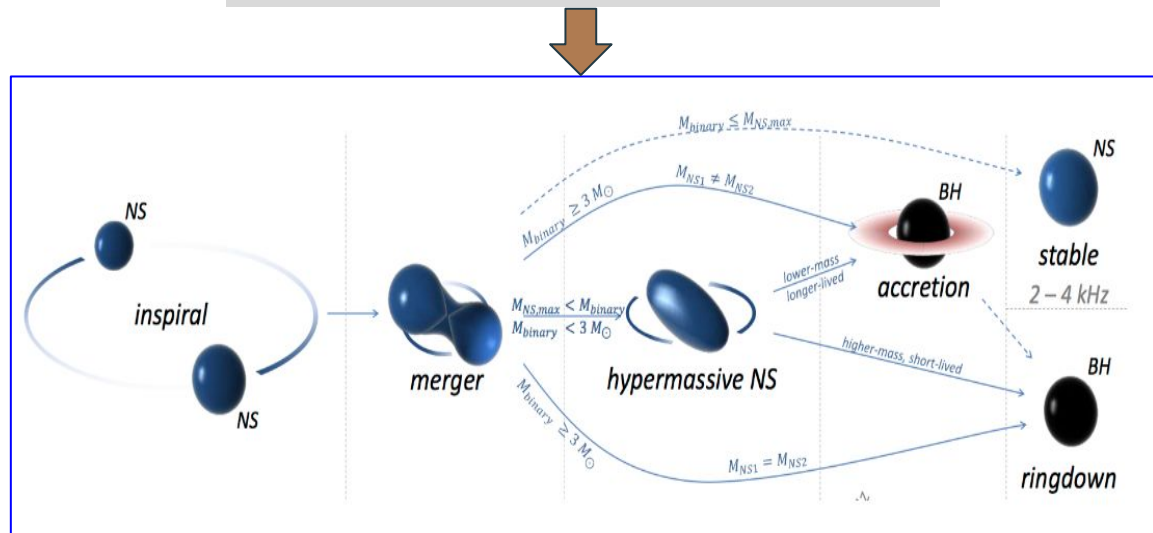 NS
inspiral
NS
merger
M_binary ≤ M_NS,max
M_binary ≥ 3 M_☉
M_NS1 ≠ M_NS2
M_NS,max < M_binary
M_binary < 3 M_☉
M_binary ≥ 3 M_☉
M_NS1 = M_NS2
hypermassive NS
lower-mass
longer-lived
higher-mass, short-lived
BH
accretion
NS
stable
2 – 4 kHz
BH
ringdown